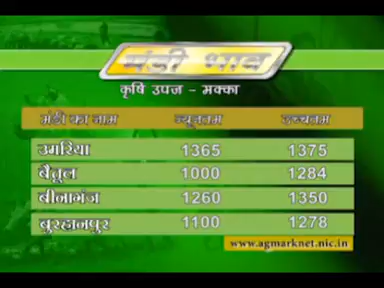 मंडी भाव
कृषि उपज - मक्का
मंडी का नाम न्यूनतम उच्चतम
उमरिया 1365 1375
बैतूल 1000 1284
बीनागंज 1260 1350
बुरहानपुर 1100 1278
www.agmarknet.nic.in